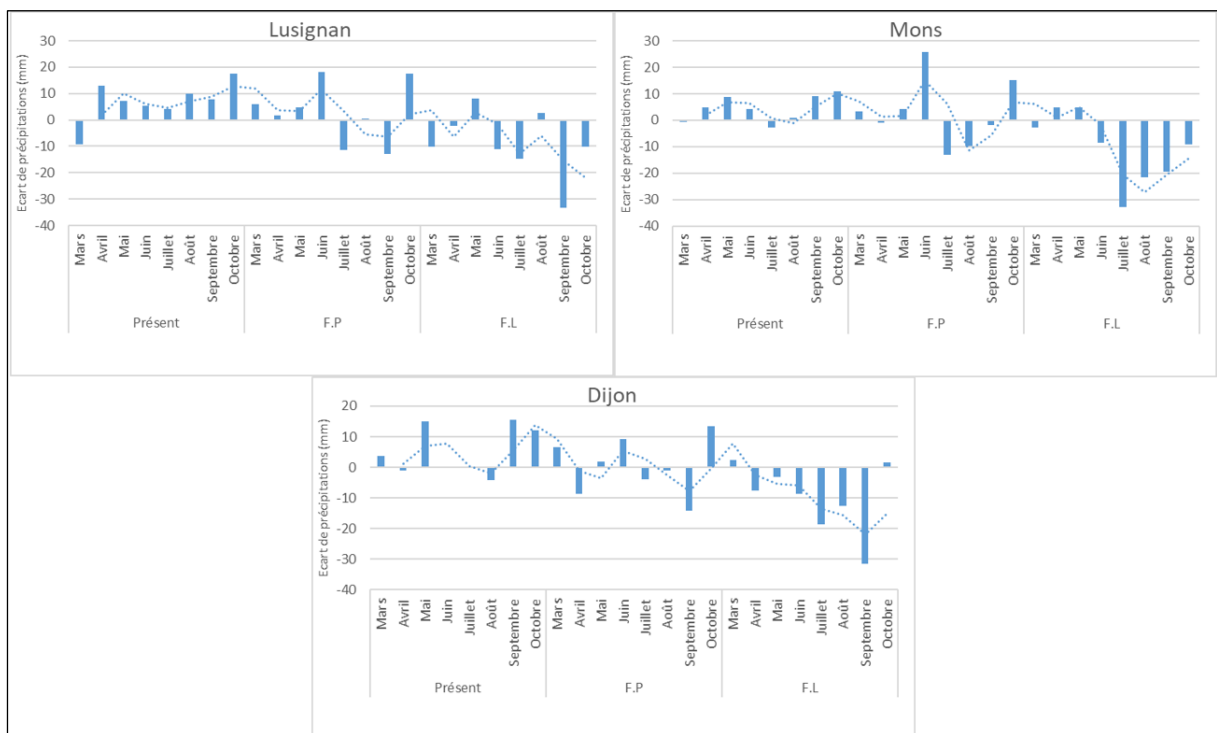 Lusignan
Ecart de précipitations (mm)
30
20
10
0
-10
-20
-30
-40
Mars
Avril
Mai
Juin
Juillet
Août
Septembre
Octobre
Mars
Avril
Mai
Juin
Juillet
Août
Septembre
Octobre
Mars
Avril
Mai
Juin
Juillet
Août
Septembre
Octobre
Présent
F.P
F.L
Mons
Ecart de précipitations (mm)
30
20
10
0
-10
-20
-30
-40
Mars
Avril
Mai
Juin
Juillet
Août
Septembre
Octobre
Mars
Avril
Mai
Juin
Juillet
Août
Septembre
Octobre
Mars
Avril
Mai
Juin
Juillet
Août
Septembre
Octobre
Présent
F.P
F.L
Dijon
Ecart de précipitations (mm)
20
10
0
-10
-20
-30
-40
Mars
Avril
Mai
Juin
Juillet
Août
Septembre
Octobre
Mars
Avril
Mai
Juin
Juillet
Août
Septembre
Octobre
Mars
Avril
Mai
Juin
Juillet
Août
Septembre
Octobre
Présent
F.P
F.L